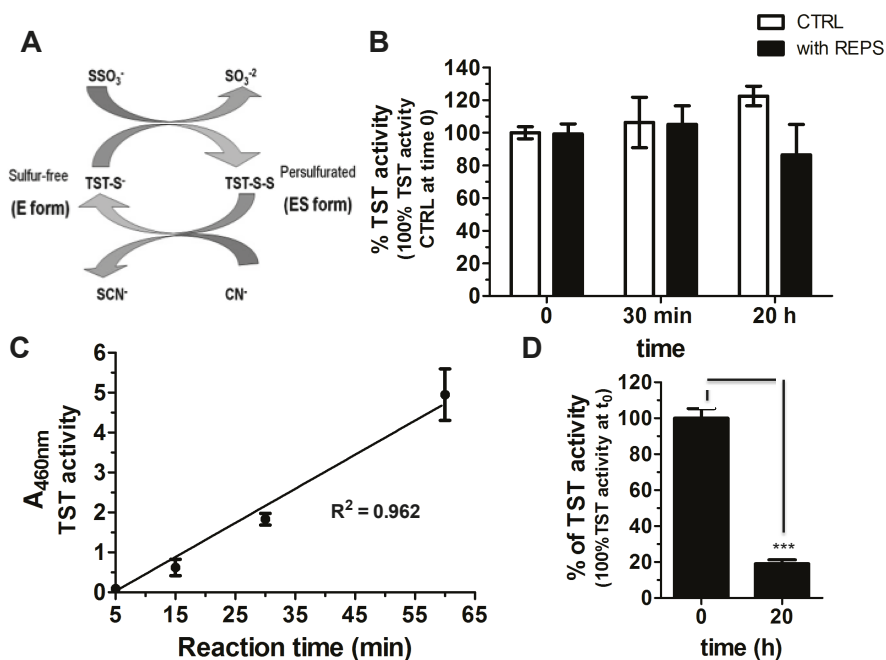 A
SSO₃⁻
SO₃⁻²
Sulfur-free
TST-S⁻
TST-S-S
Persulfurated
(E form)
(ES form)
SCN⁻
CN⁻
B
CTRL
with REPS
% TST activity
(100% TST actvity
CTRL at time 0)
140
120
100
80
60
40
20
0
0
30 min
20 h
time
C
A460nm
TST activity
6
5
4
3
2
1
0
R² = 0.962
5
15
25
35
45
55
65
Reaction time (min)
D
% of TST activity
(100%TST activity at t₀)
120
100
80
60
40
20
0
***
0
20
time (h)